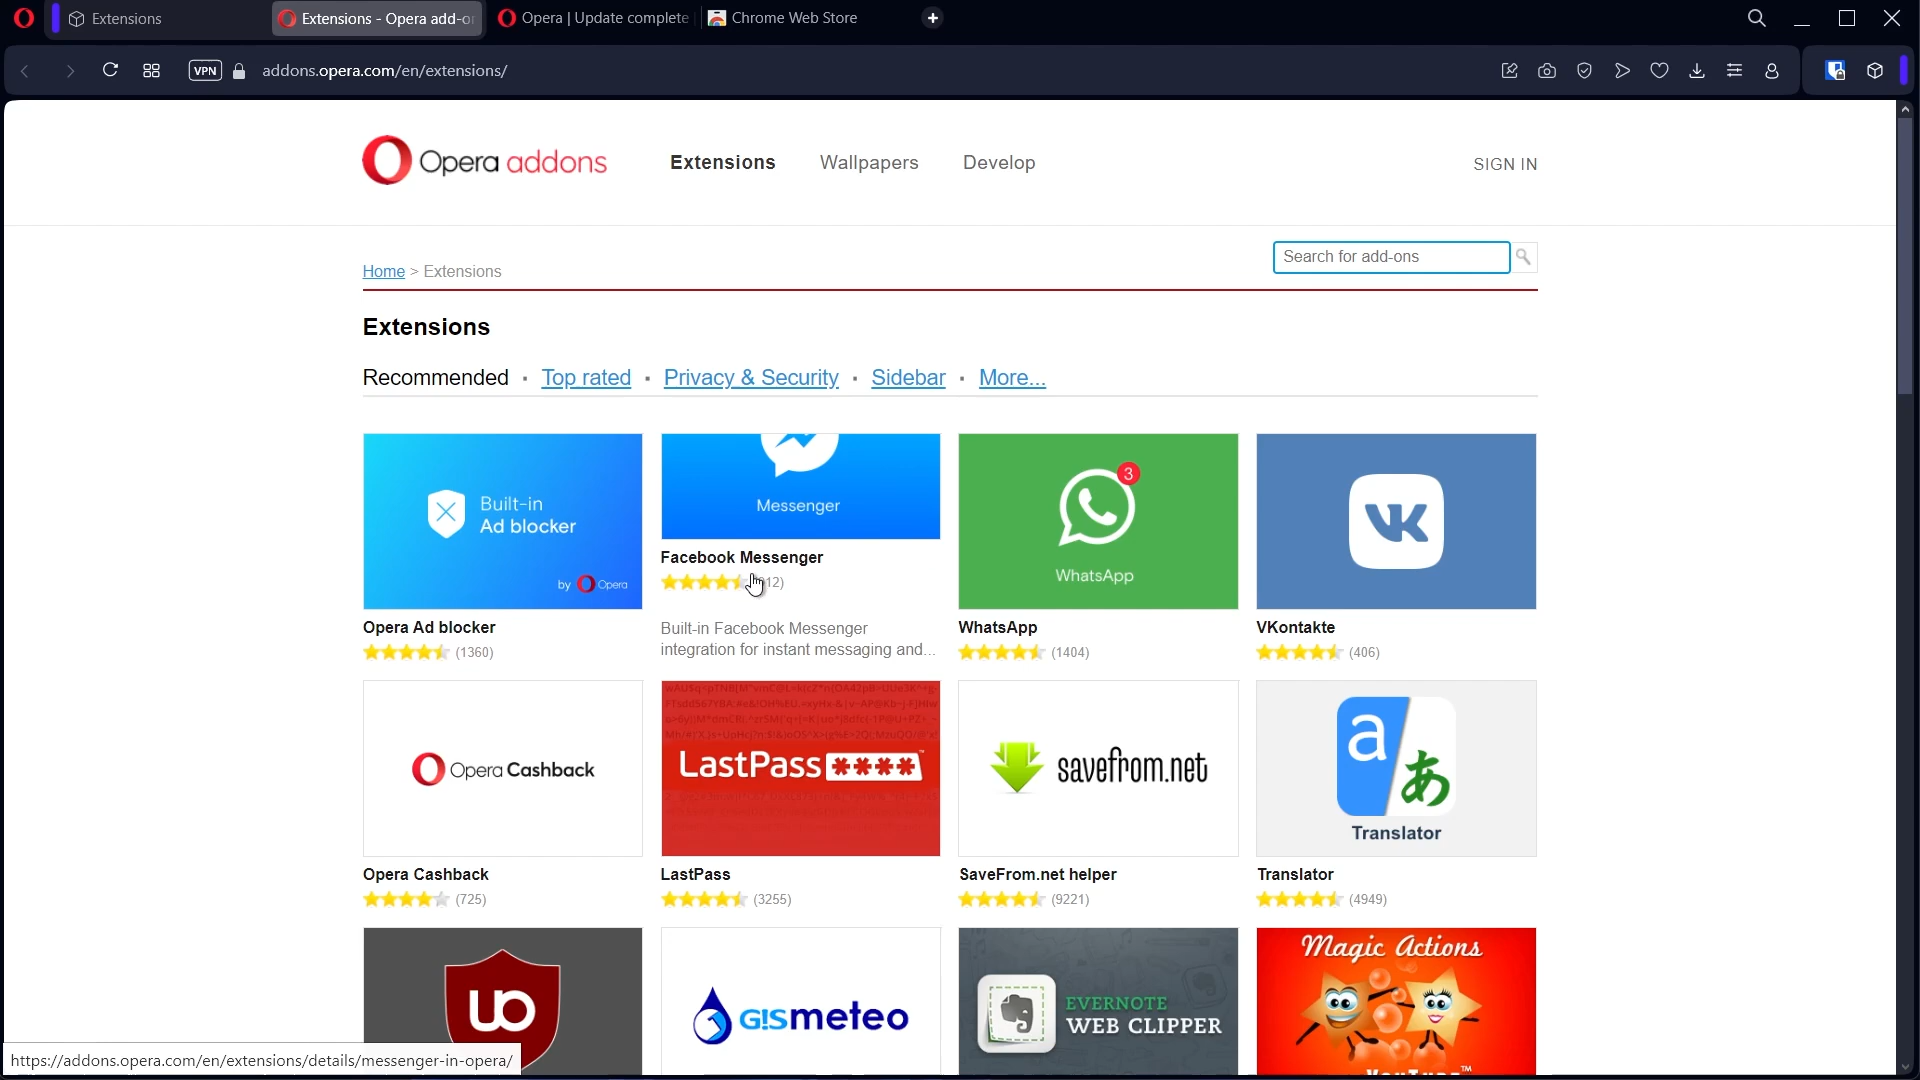 Extensions
Extensions - Opera add-o
Opera | Update complete
Chrome Web Store
VPN
addons.opera.com/en/extensions/
Opera addons
Extensions
Wallpapers
Develop
SIGN IN
Home > Extensions
Search for add-ons
Extensions
Recommended · Top rated · Privacy & Security · Sidebar · More...
Built-in
Ad blocker
by Opera
Messenger
3
WhatsApp
VK
Opera Ad blocker
(1360)
Facebook Messenger
12)
Built-in Facebook Messenger
integration for instant messaging and...
WhatsApp
(1404)
VKontakte
(406)
Opera Cashback
LastPass ****
savefrom.net
a あ
Translator
Opera Cashback
(725)
LastPass
(3255)
SaveFrom.net helper
(9221)
Translator
(4949)
UO
GISmeteo
EVERNOTE
WEB CLIPPER
Magic Actions
YouTube™
https://addons.opera.com/en/extensions/details/messenger-in-opera/